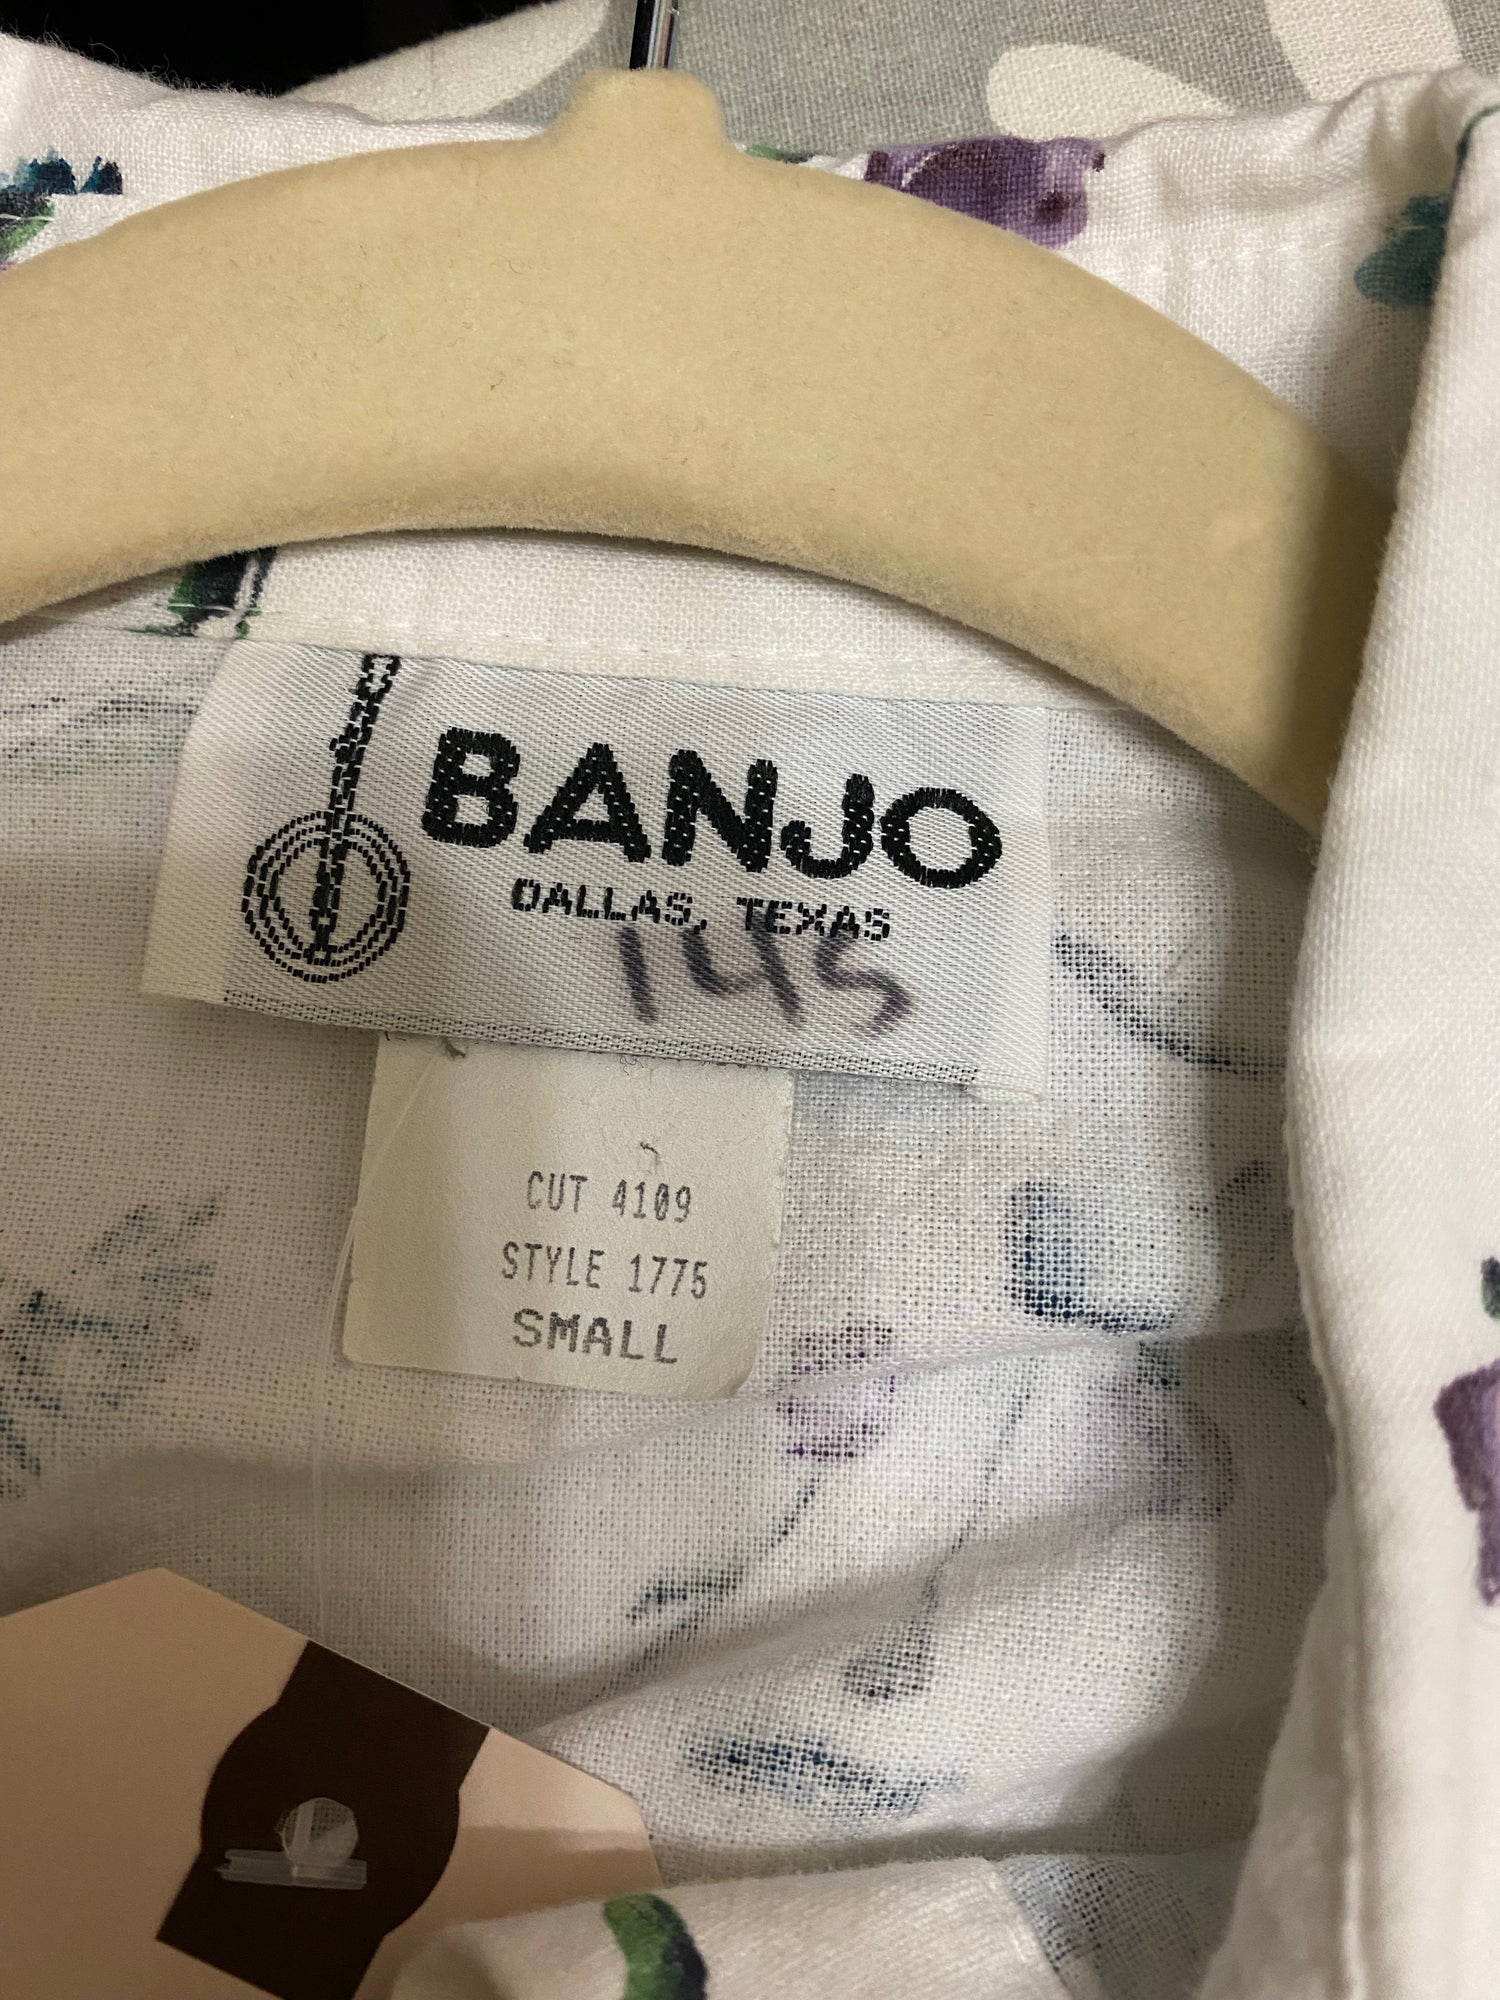 BANJO
DALLAS, TEXAS
145
CUT 4109
STYLE 1775
SMALL